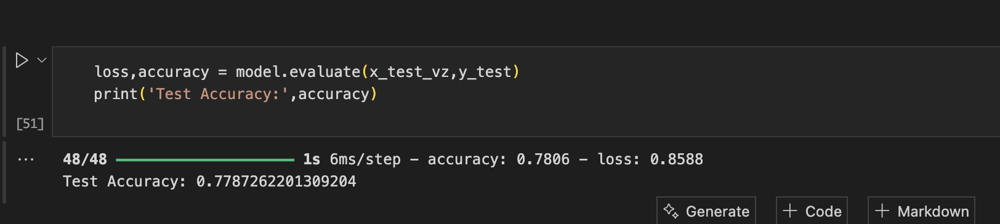 loss,accuracy = model.evaluate(x_test_vz,y_test)
print('Test Accuracy:',accuracy)
[51]
... 48/48 1s 6ms/step - accuracy: 0.7806 - loss: 0.8588
Test Accuracy: 0.7787262201309204
Generate + Code + Markdown